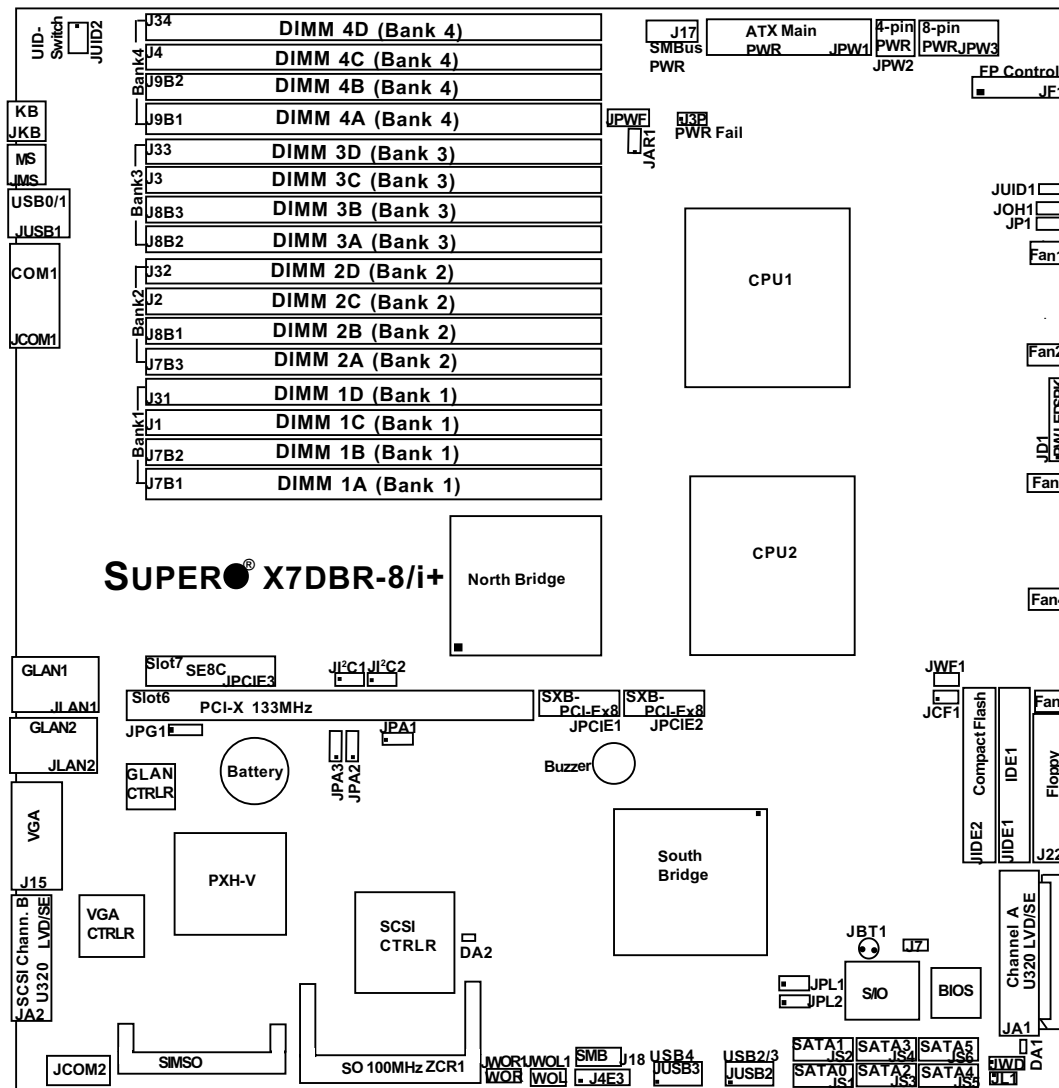 UID-
Switch
JUID2
Bank4
J34
DIMM 4D (Bank 4)
J4
DIMM 4C (Bank 4)
J9B2
DIMM 4B (Bank 4)
J9B1
DIMM 4A (Bank 4)
Bank3
J33
DIMM 3D (Bank 3)
J3
DIMM 3C (Bank 3)
J8B3
DIMM 3B (Bank 3)
J8B2
DIMM 3A (Bank 3)
Bank2
J32
DIMM 2D (Bank 2)
J2
DIMM 2C (Bank 2)
J8B1
DIMM 2B (Bank 2)
J7B3
DIMM 2A (Bank 2)
Bank1
J31
DIMM 1D (Bank 1)
J1
DIMM 1C (Bank 1)
J7B2
DIMM 1B (Bank 1)
J7B1
DIMM 1A (Bank 1)
J17
SMBus
PWR
ATX Main
PWR
JPW1
4-pin
PWR
JPW2
8-pin
PWR
JPW3
FP Control
JF1
JPWF
JAR1
J3P
PWR Fail
KB
JKB
MS
JMS
USB0/1
JUSB1
COM1
JCOM1
JUID1
JOH1
JP1
Fan1
CPU1
Fan2
JD1
Fan
CPU2
Fan4
SUPER® X7DBR-8/i+
North Bridge
GLAN1
JLAN1
GLAN2
JLAN2
Slot7
SE8C
JPCIE3
JI²C1
JI²C2
Slot6
PCI-X 133MHz
SXB-
PCI-Ex8
JPCIE1
SXB-
PCI-Ex8
JPCIE2
JWF1
JCF1
Fan
JPG1
JPA1
JPA3
JPA2
GLAN
CTRLR
Battery
Buzzer
Compact Flash
JIDE2
IDE1
JIDE1
Floppy
J22
VGA
J15
PXH-V
South
Bridge
SCSI Chann. B
U320 LVD/SE
JA2
VGA
CTRLR
SCSI
CTRLR
DA2
JBT1
J7
JPL1
JPL2
S/IO
BIOS
Channel A
U320 LVD/SE
JA1
DA1
JCOM2
SIMSO
SO 100MHz ZCR1
JWOR1
WOR
JWOL1
WOL
SMB
J18
J4E3
USB4
JUSB3
USB2/3
JUSB2
SATA1
JS2
SATA3
JS4
SATA5
JS6
SATA0
JS1
SATA2
JS3
SATA4
JS5
JWD
JL1